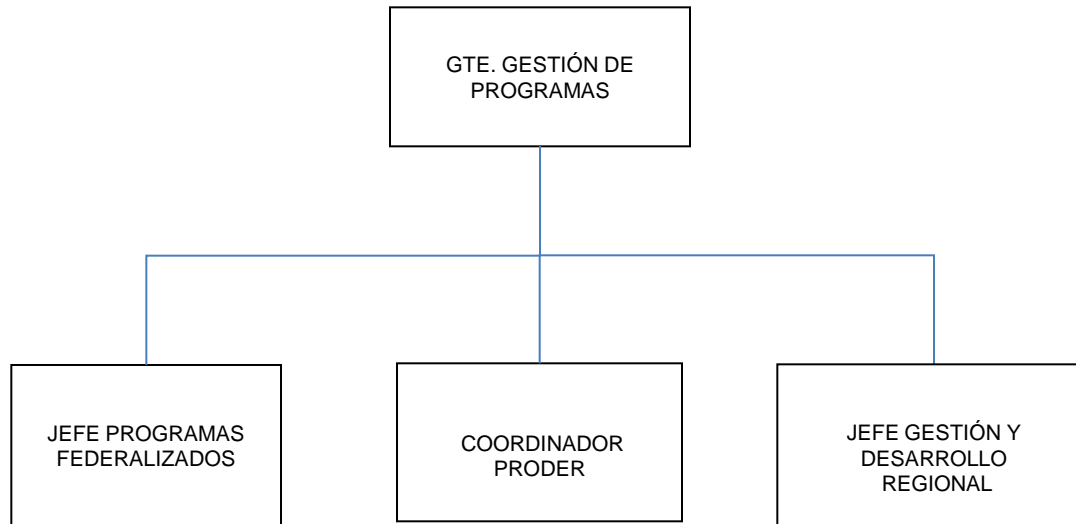 GTE. GESTIÓN DE
PROGRAMAS
JEFE PROGRAMAS
FEDERALIZADOS
COORDINADOR
PRODER
JEFE GESTIÓN Y
DESARROLLO
REGIONAL